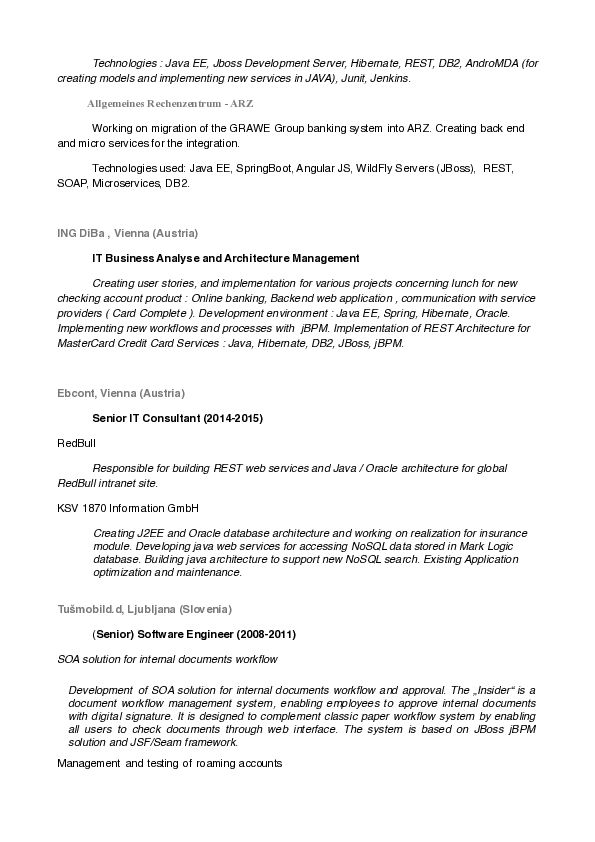 Technologies : Java EE, Jboss Development Server, Hibernate, REST, DB2, AndroMDA (for
creating models and implementing new services in JAVA), Junit, Jenkins.
Allgemeines Rechenzentrum - ARZ
Working on migration of the GRAWE Group banking system into ARZ. Creating back end
and micro services for the integration.
Technologies used: Java EE, SpringBoot, Angular JS, WildFly Servers (JBoss), REST,
SOAP, Microservices, DB2.
ING DiBa , Vienna (Austria)
IT Business Analyse and Architecture Management
Creating user stories, and implementation for various projects concerning lunch for new
checking account product : Online banking, Backend web application , communication with service
providers ( Card Complete ). Development environment : Java EE, Spring, Hibernate, Oracle.
Implementing new workflows and processes with jBPM. Implementation of REST Architecture for
MasterCard Credit Card Services : Java, Hibernate, DB2, JBoss, jBPM.
Ebcont, Vienna (Austria)
Senior IT Consultant (2014-2015)
RedBull
Responsible for building REST web services and Java / Oracle architecture for global
RedBull intranet site.
KSV 1870 Information GmbH
Creating J2EE and Oracle database architecture and working on realization for insurance
module. Developing java web services for accessing NoSQL data stored in Mark Logic
database. Building java architecture to support new NoSQL search. Existing Application
optimization and maintenance.
Tušmobild.d, Ljubljana (Slovenia)
(Senior) Software Engineer (2008-2011)
SOA solution for internal documents workflow
Development of SOA solution for internal documents workflow and approval. The „Insider“ is a
document workflow management system, enabling employees to approve internal documents
with digital signature. It is designed to complement classic paper workflow system by enabling
all users to check documents through web interface. The system is based on JBoss jBPM
solution and JSF/Seam framework.
Management and testing of roaming accounts